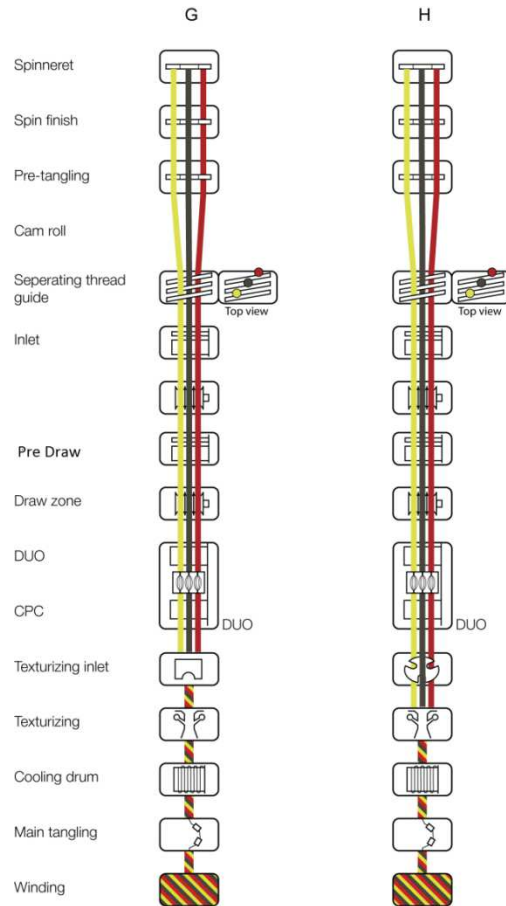 G H
Spinneret
Spin finish
Pre-tangling
Cam roll
Seperating thread
guide
Top view Top view
Inlet
Pre Draw
Draw zone
DUO
CPC
DUO DUO
Texturizing inlet
Texturizing
Cooling drum
Main tangling
Winding